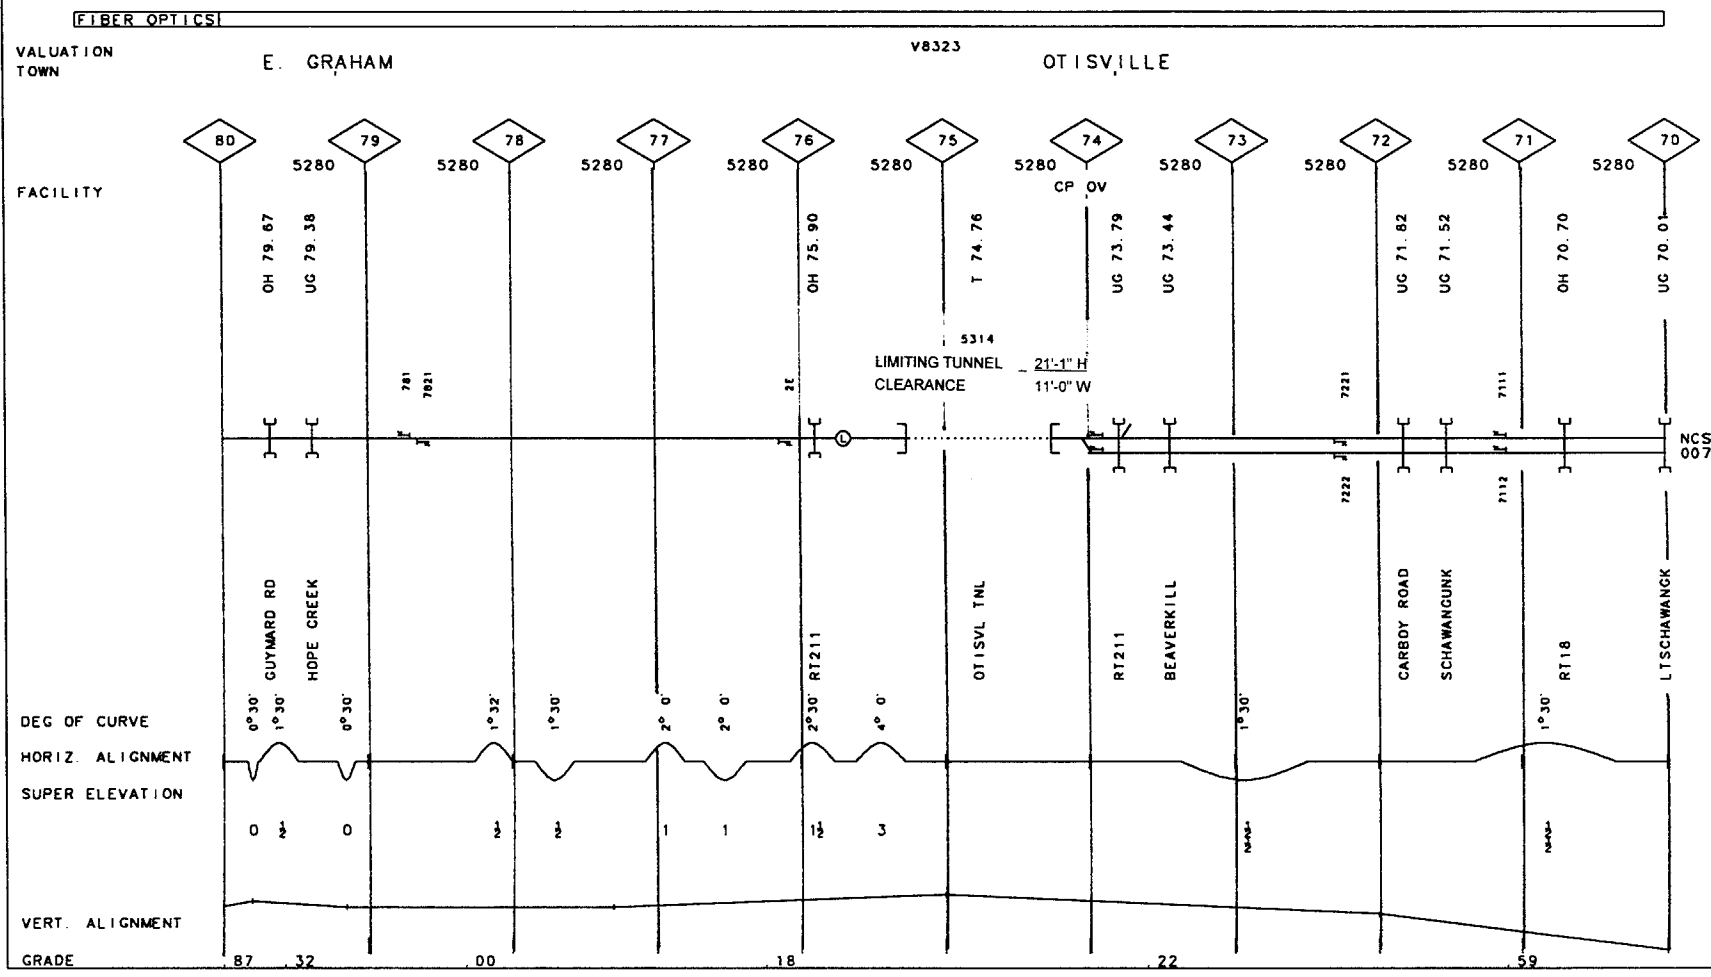 FIBER OPTICS
VALUATION V8323
TOWN E. GRAHAM OTISVILLE
80 79 78 77 76 75 74 73 72 71 70
5280 5280 5280 5280 5280 5280 5280 5280 5280 5280
FACILITY CP OV
OH 79.67
UG 79.38
OH 75.90
T 74.76
UG 73.79
UG 73.44
UG 71.82
UG 71.52
OH 70.70
UG 70.01
5314
LIMITING TUNNEL 21'-1" H
CLEARANCE 11'-0" W
781
7821
2E
7221
7111
L
NCS
007
7222
7112
GUYMARD RD
HOPE CREEK
RT211
OTISVL TNL
RT211
BEAVERKILL
CARBDY ROAD
SCHAWANGUNK
RT18
LTSCHAWANGK
DEG OF CURVE 0°30' 1°30' 0°30' 1°32' 1°30' 2° 0' 2° 0' 2°30' 4° 0' 1°30' 1°30'
HORIZ. ALIGNMENT
SUPER ELEVATION
0 ½ 0 ½ ½ 1 1 1½ 3
VERT. ALIGNMENT
GRADE .87 .32 .00 .18 .22 .59